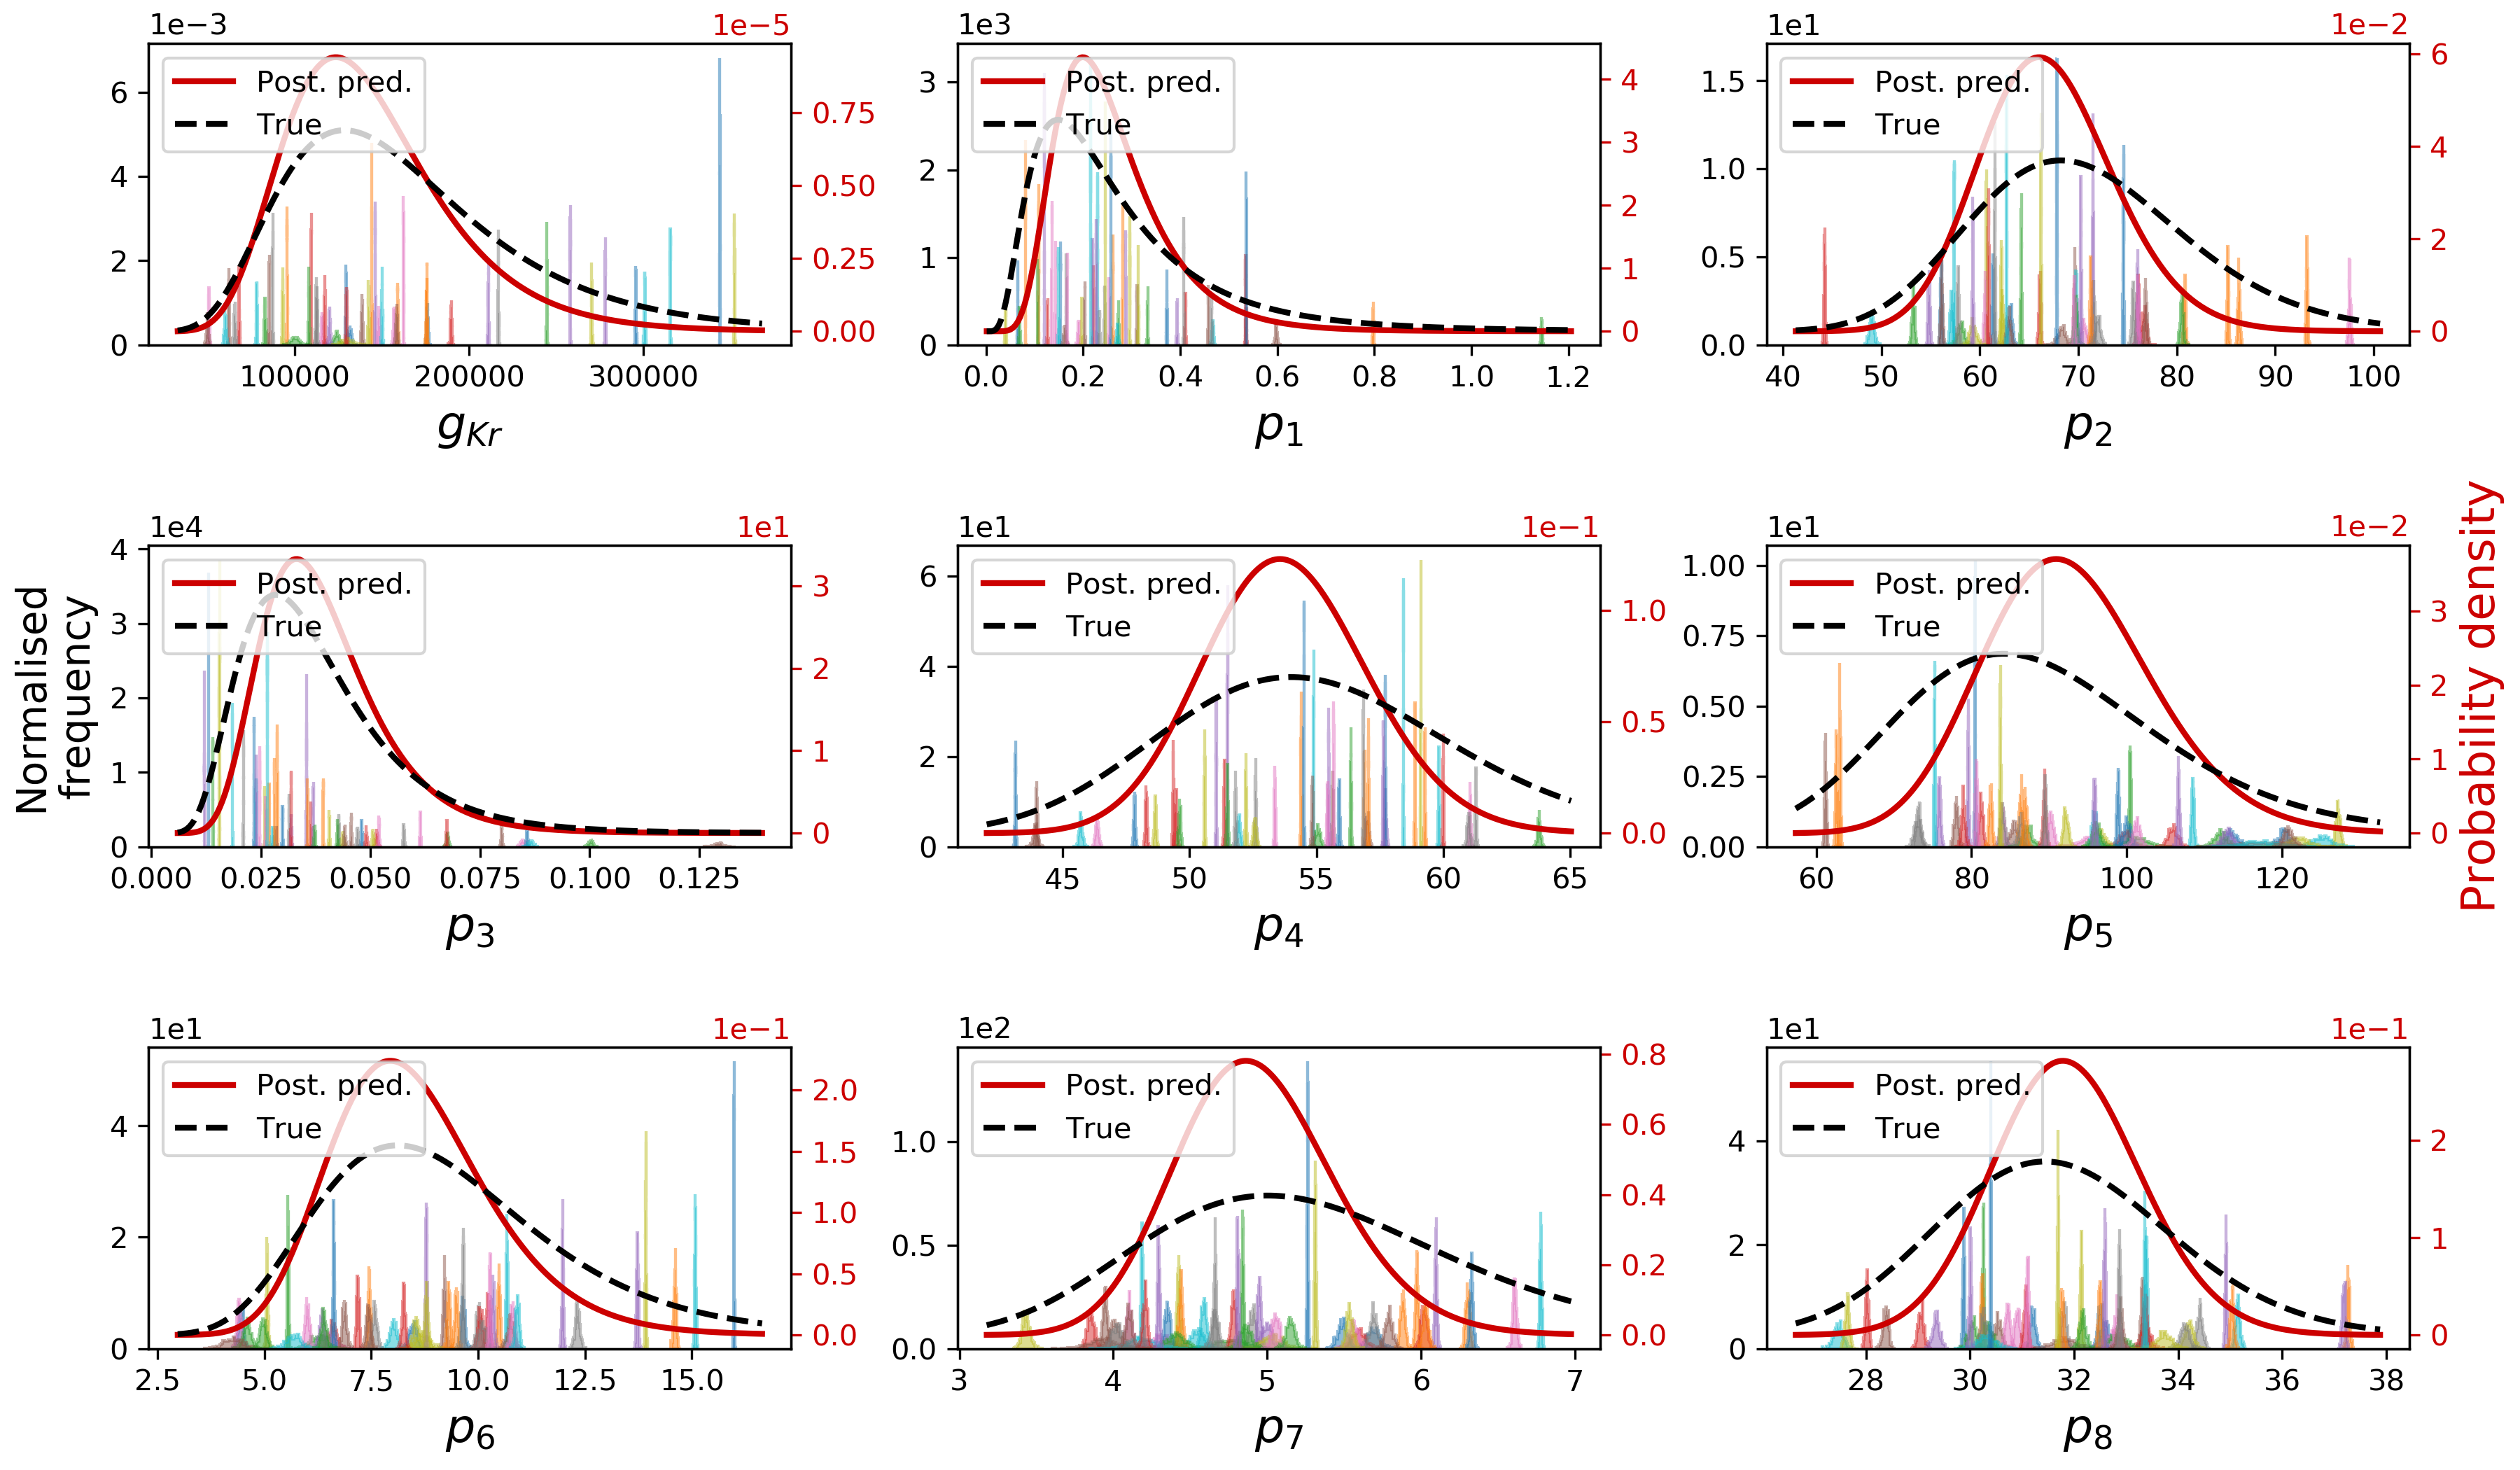 1e−3 1e−5
Post. pred.
True
6
4
2
0
0.75
0.50
0.25
0.00
100000 200000 300000
g_Kr
1e3
Post. pred.
True
3
2
1
0
4
3
2
1
0
0.0 0.2 0.4 0.6 0.8 1.0 1.2
p_1
1e1 1e−2
Post. pred.
True
1.5
1.0
0.5
0.0
6
4
2
0
40 50 60 70 80 90 100
p_2
Normalised
frequency
1e4 1e1
Post. pred.
True
4
3
2
1
0
3
2
1
0
0.000 0.025 0.050 0.075 0.100 0.125
p_3
1e1 1e−1
Post. pred.
True
6
4
2
0
1.0
0.5
0.0
45 50 55 60 65
p_4
1e1 1e−2
Post. pred.
True
1.00
0.75
0.50
0.25
0.00
3
2
1
0
60 80 100 120
p_5
Probability density
1e1 1e−1
Post. pred.
True
4
2
0
2.0
1.5
1.0
0.5
0.0
2.5 5.0 7.5 10.0 12.5 15.0
p_6
1e2
Post. pred.
True
1.0
0.5
0.0
0.8
0.6
0.4
0.2
0.0
3 4 5 6 7
p_7
1e1 1e−1
Post. pred.
True
4
2
0
2
1
0
28 30 32 34 36 38
p_8